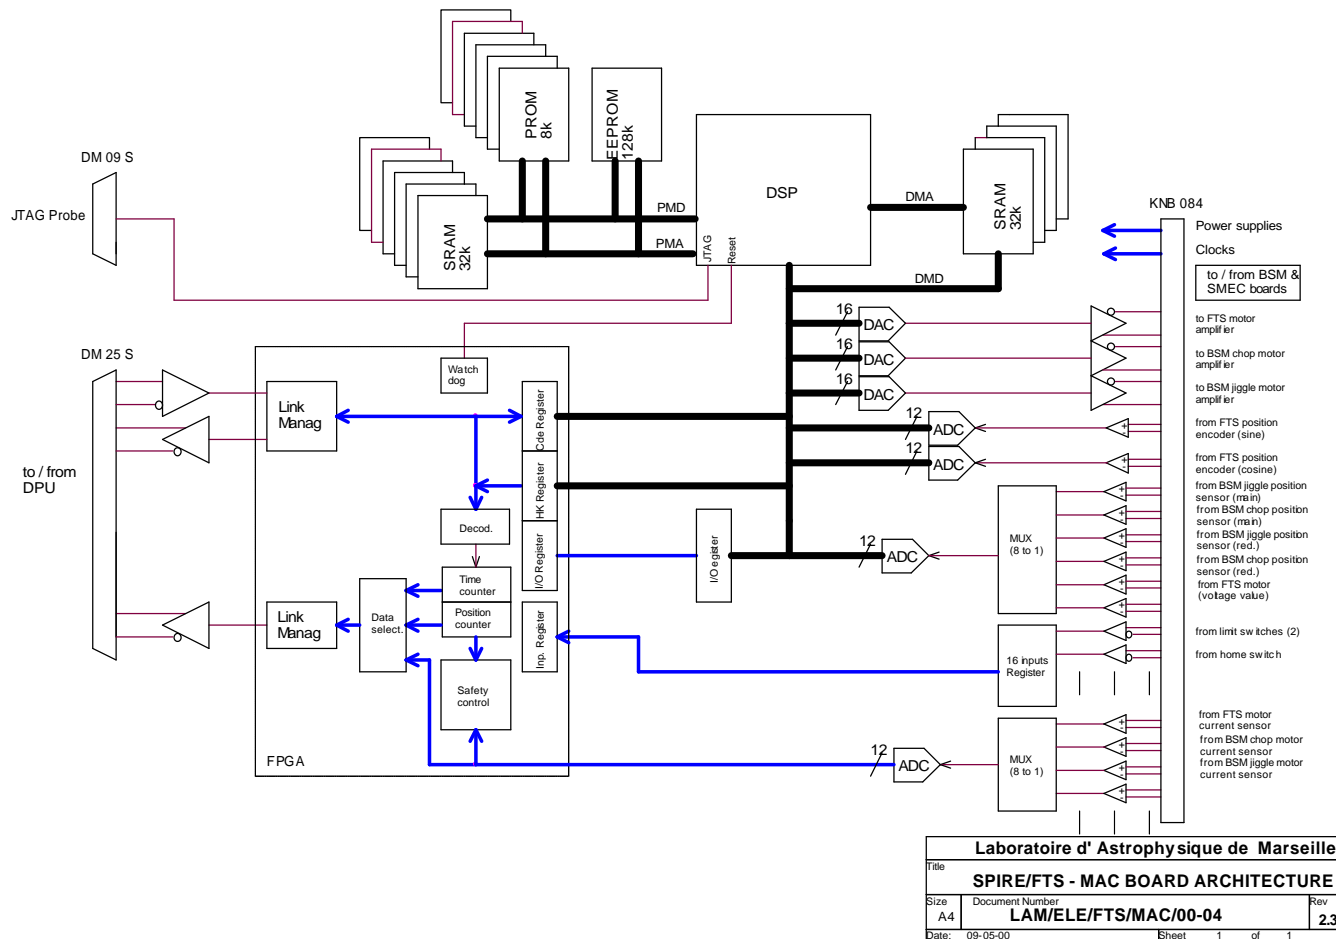 DM 09 S
JTAG Probe
PROM
8k
EEPROM
128k
SRAM
32k
PMD
PMA
DSP
JTAG
Reset
DMA
DMD
SRAM
32k
KNB 084
Power supplies
Clocks
to / from BSM &
SMEC boards
16
DAC
to FTS motor
amplifier
16
DAC
to BSM chop motor
amplifier
16
DAC
to BSM jiggle motor
amplifier
12
ADC
+
-
from FTS position
encoder (sine)
12
ADC
+
-
from FTS position
encoder (cosine)
DM 25 S
to / from
DPU
Link
Manag
Watch
dog
Cde Register
HK Register
I/O Register
Inp. Register
Decod.
Time
counter
Position
counter
Data
select.
Link
Manag
Safety
control
FPGA
I/O egister
12
ADC
MUX
(8 to 1)
+
-
+
-
+
-
+
-
+
-
+
-
from BSM jiggle position
sensor (main)
from BSM chop position
sensor (main)
from BSM jiggle position
sensor (red.)
from BSM chop position
sensor (red.)
from FTS motor
(voltage value)
16 inputs
Register
from limit switches (2)
from home switch
12
ADC
MUX
(8 to 1)
+
-
+
-
+
-
+
-
from FTS motor
current sensor
from BSM chop motor
current sensor
from BSM jiggle motor
current sensor
Laboratoire d' Astrophysique de Marseille
Title
SPIRE/FTS - MAC BOARD ARCHITECTURE
Size
A4
Document Number
LAM/ELE/FTS/MAC/00-04
Rev
2.3
Date: 09-05-00 Sheet 1 of 1